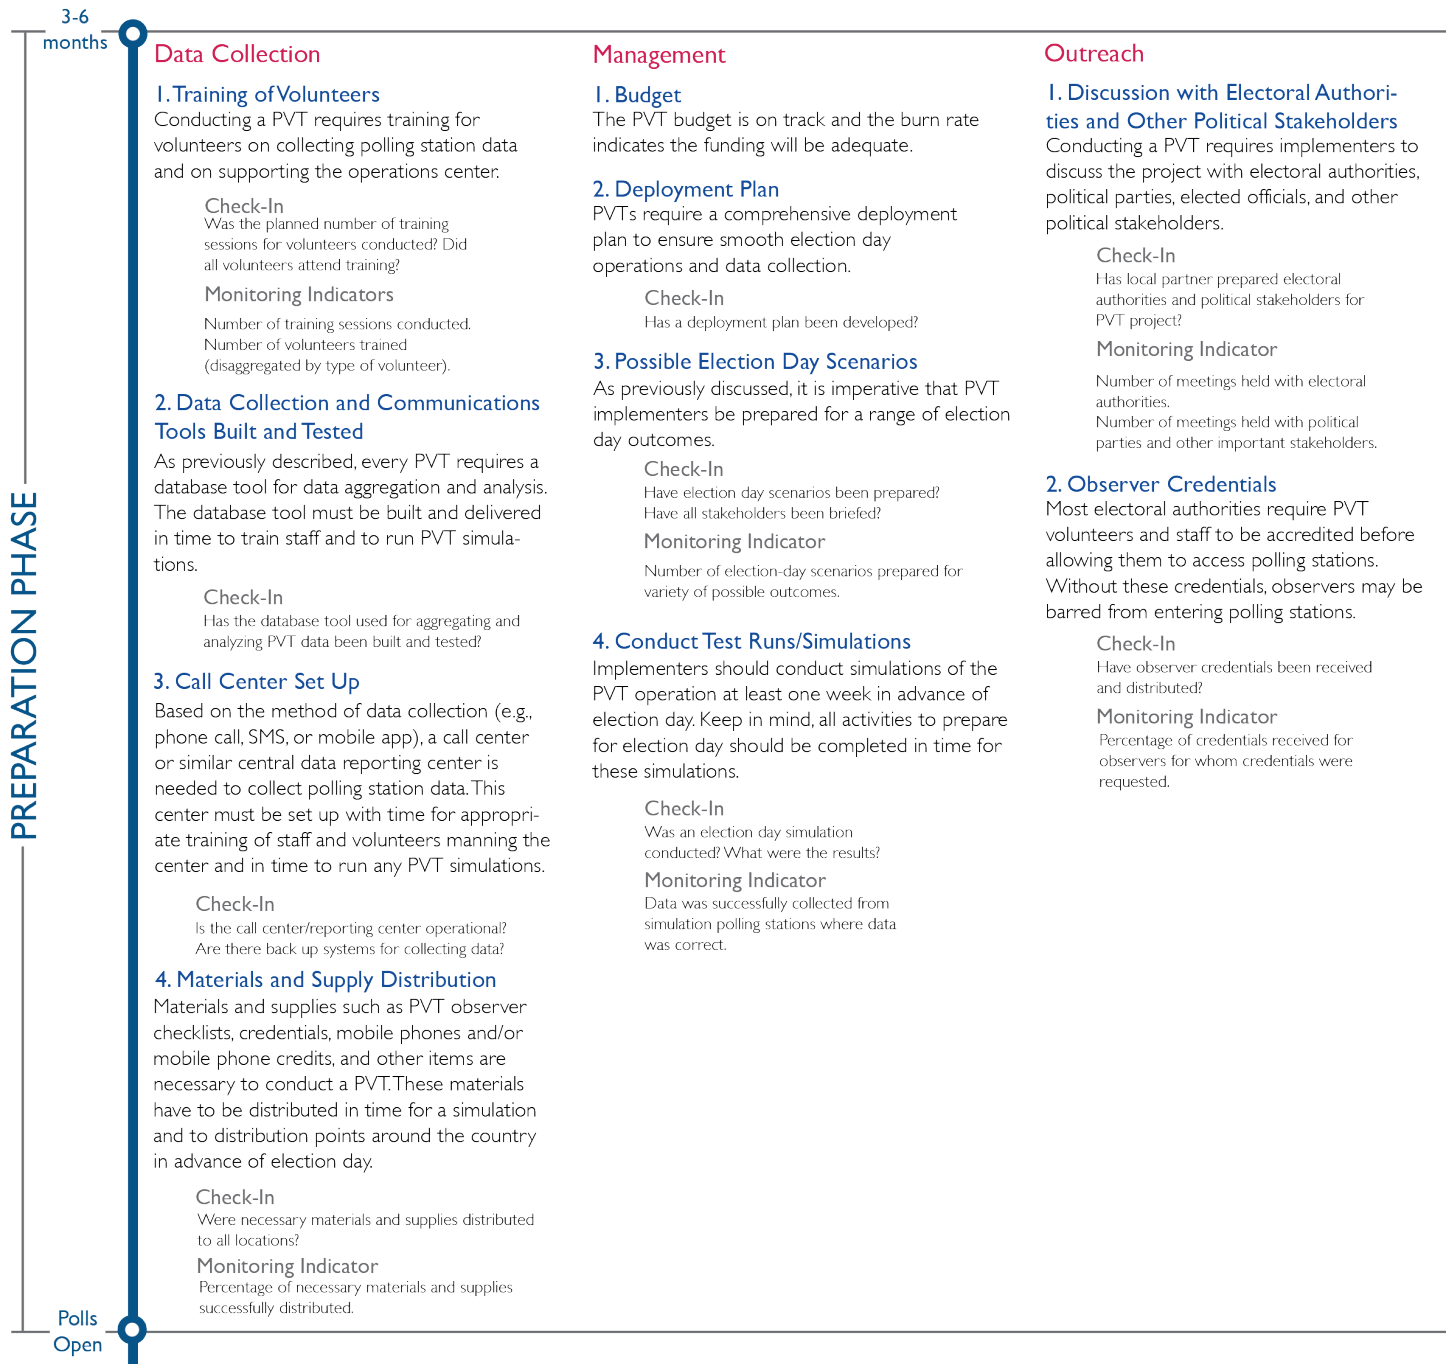 3-6
months
PREPARATION PHASE
Data Collection
1. Training of Volunteers
Conducting a PVT requires training for
volunteers on collecting polling station data
and on supporting the operations center.
Check-In
Was the planned number of training
sessions for volunteers conducted? Did
all volunteers attend training?
Monitoring Indicators
Number of training sessions conducted.
Number of volunteers trained
(disaggregated by type of volunteer).
2. Data Collection and Communications
Tools Built and Tested
As previously described, every PVT requires a
database tool for data aggregation and analysis.
The database tool must be built and delivered
in time to train staff and to run PVT simula-
tions.
Check-In
Has the database tool used for aggregating and
analyzing PVT data been built and tested?
3. Call Center Set Up
Based on the method of data collection (e.g.,
phone call, SMS, or mobile app), a call center
or similar central data reporting center is
needed to collect polling station data. This
center must be set up with time for appropri-
ate training of staff and volunteers manning the
center and in time to run any PVT simulations.
Check-In
Is the call center/reporting center operational?
Are there back up systems for collecting data?
4. Materials and Supply Distribution
Materials and supplies such as PVT observer
checklists, credentials, mobile phones and/or
mobile phone credits, and other items are
necessary to conduct a PVT. These materials
have to be distributed in time for a simulation
and to distribution points around the country
in advance of election day.
Check-In
Were necessary materials and supplies distributed
to all locations?
Monitoring Indicator
Percentage of necessary materials and supplies
successfully distributed.
Management
1. Budget
The PVT budget is on track and the burn rate
indicates the funding will be adequate.
2. Deployment Plan
PVTs require a comprehensive deployment
plan to ensure smooth election day
operations and data collection.
Check-In
Has a deployment plan been developed?
3. Possible Election Day Scenarios
As previously discussed, it is imperative that PVT
implementers be prepared for a range of election
day outcomes.
Check-In
Have election day scenarios been prepared?
Have all stakeholders been briefed?
Monitoring Indicator
Number of election-day scenarios prepared for
variety of possible outcomes.
4. Conduct Test Runs/Simulations
Implementers should conduct simulations of the
PVT operation at least one week in advance of
election day. Keep in mind, all activities to prepare
for election day should be completed in time for
these simulations.
Check-In
Was an election day simulation
conducted? What were the results?
Monitoring Indicator
Data was successfully collected from
simulation polling stations where data
was correct.
Outreach
1. Discussion with Electoral Authori-
ties and Other Political Stakeholders
Conducting a PVT requires implementers to
discuss the project with electoral authorities,
political parties, elected officials, and other
political stakeholders.
Check-In
Has local partner prepared electoral
authorities and political stakeholders for
PVT project?
Monitoring Indicator
Number of meetings held with electoral
authorities.
Number of meetings held with political
parties and other important stakeholders.
2. Observer Credentials
Most electoral authorities require PVT
volunteers and staff to be accredited before
allowing them to access polling stations.
Without these credentials, observers may be
barred from entering polling stations.
Check-In
Have observer credentials been received
and distributed?
Monitoring Indicator
Percentage of credentials received for
observers for whom credentials were
requested.
Polls
Open